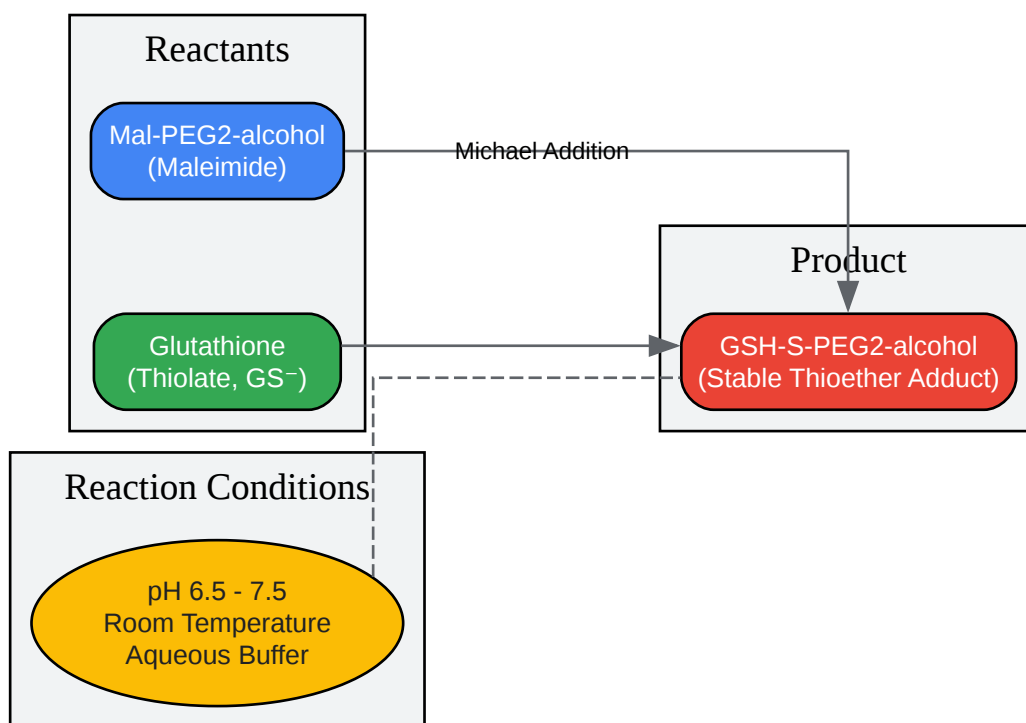 Reactants
Mal-PEG2-alcohol
(Maleimide)
Michael Addition
Glutathione
(Thiolate, GS⁻)
Product
GSH-S-PEG2-alcohol
(Stable Thioether Adduct)
Reaction Conditions
pH 6.5 - 7.5
Room Temperature
Aqueous Buffer